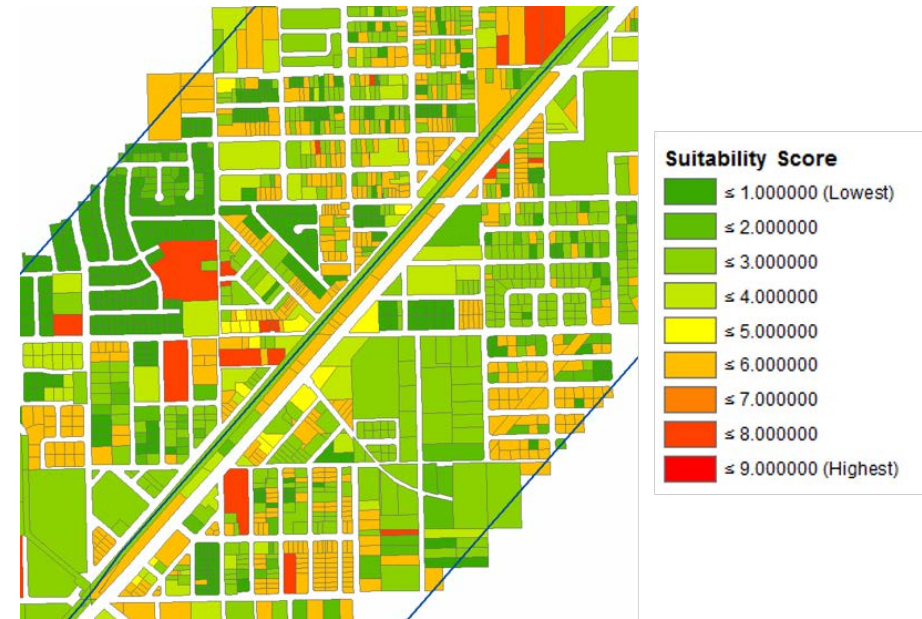 Suitability Score
≤ 1.000000 (Lowest)
≤ 2.000000
≤ 3.000000
≤ 4.000000
≤ 5.000000
≤ 6.000000
≤ 7.000000
≤ 8.000000
≤ 9.000000 (Highest)